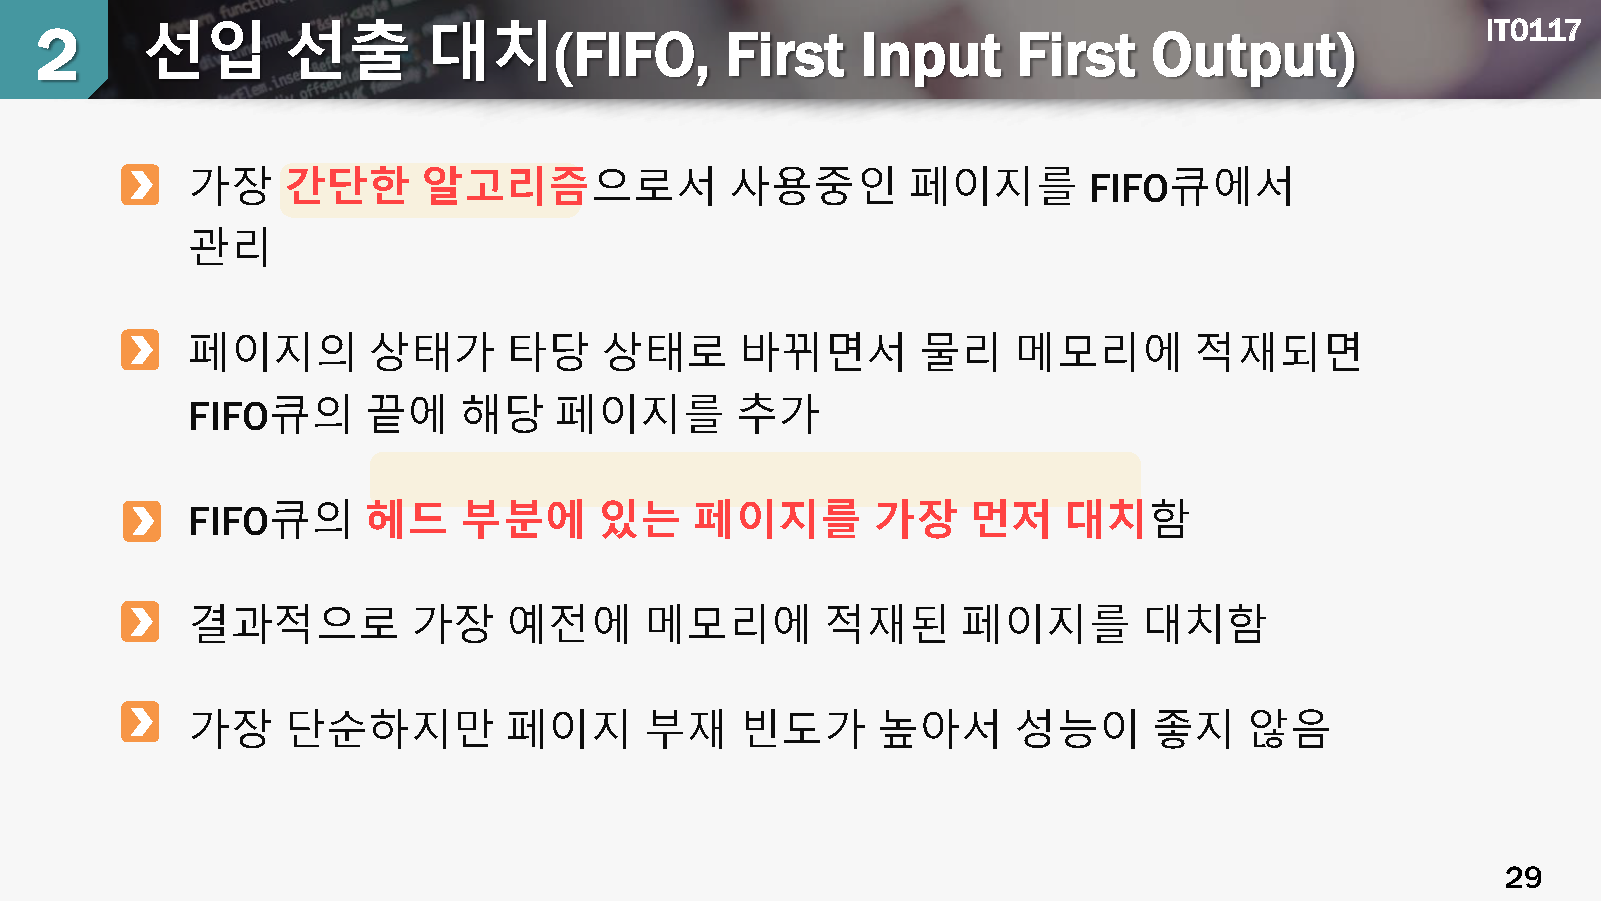 2 선입 선출 대치(FIFO, First Input First Output)
IT0117
가장 간단한 알고리즘으로서 사용중인 페이지를 FIFO큐에서
관리
페이지의 상태가 타당 상태로 바뀌면서 물리 메모리에 적재되면
FIFO큐의 끝에 해당 페이지를 추가
FIFO큐의 헤드 부분에 있는 페이지를 가장 먼저 대치함
결과적으로 가장 예전에 메모리에 적재된 페이지를 대치함
가장 단순하지만 페이지 부재 빈도가 높아서 성능이 좋지 않음
29